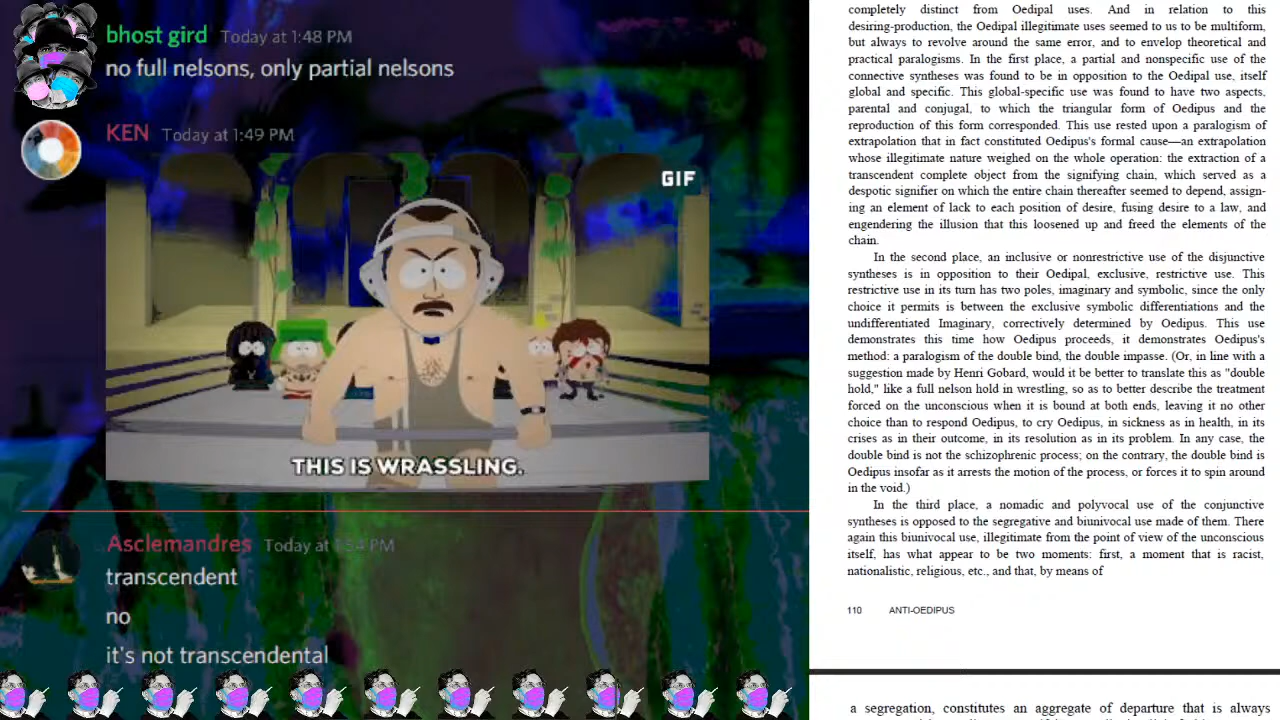 bhost gird Today at 1:48 PM
no full nelsons, only partial nelsons
KEN Today at 1:49 PM
GIF
THIS IS WRASSLING.
Asclemandres Today at 1:54 PM
transcendent
no
it's not transcendental
completely distinct from Oedipal uses. And in relation to this
desiring-production, the Oedipal illegitimate uses seemed to us to be multiform,
but always to revolve around the same error, and to envelop theoretical and
practical paralogisms. In the first place, a partial and nonspecific use of the
connective syntheses was found to be in opposition to the Oedipal use, itself
global and specific. This global-specific use was found to have two aspects,
parental and conjugal, to which the triangular form of Oedipus and the
reproduction of this form corresponded. This use rested upon a paralogism of
extrapolation that in fact constituted Oedipus's formal cause—an extrapolation
whose illegitimate nature weighed on the whole operation: the extraction of a
transcendent complete object from the signifying chain, which served as a
despotic signifier on which the entire chain thereafter seemed to depend, assign-
ing an element of lack to each position of desire, fusing desire to a law, and
engendering the illusion that this loosened up and freed the elements of the
chain.
In the second place, an inclusive or nonrestrictive use of the disjunctive
syntheses is in opposition to their Oedipal, exclusive, restrictive use. This
restrictive use in its turn has two poles, imaginary and symbolic, since the only
choice it permits is between the exclusive symbolic differentiations and the
undifferentiated Imaginary, correctively determined by Oedipus. This use
demonstrates this time how Oedipus proceeds, it demonstrates Oedipus's
method: a paralogism of the double bind, the double impasse. (Or, in line with a
suggestion made by Henri Gobard, would it be better to translate this as "double
hold," like a full nelson hold in wrestling, so as to better describe the treatment
forced on the unconscious when it is bound at both ends, leaving it no other
choice than to respond Oedipus, to cry Oedipus, in sickness as in health, in its
crises as in their outcome, in its resolution as in its problem. In any case, the
double bind is not the schizophrenic process; on the contrary, the double bind is
Oedipus insofar as it arrests the motion of the process, or forces it to spin around
in the void.)
In the third place, a nomadic and polyvocal use of the conjunctive
syntheses is opposed to the segregative and biunivocal use made of them. There
again this biunivocal use, illegitimate from the point of view of the unconscious
itself, has what appear to be two moments: first, a moment that is racist,
nationalistic, religious, etc., and that, by means of
110 ANTI-OEDIPUS
a segregation, constitutes an aggregate of departure that is always